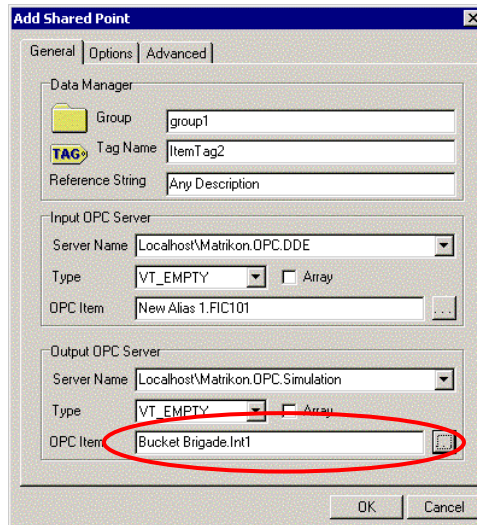 Add Shared Point
General Options Advanced
Data Manager
Group group1
TAG Tag Name ItemTag2
Reference String Any Description
Input OPC Server
Server Name Localhost\Matrikon.OPC.DDE
Type VT_EMPTY Array
OPC Item New Alias 1.FIC101 ...
Output OPC Server
Server Name Localhost\Matrikon.OPC.Simulation
Type VT_EMPTY Array
OPC Item Bucket Brigade.Int1 ...
OK Cancel